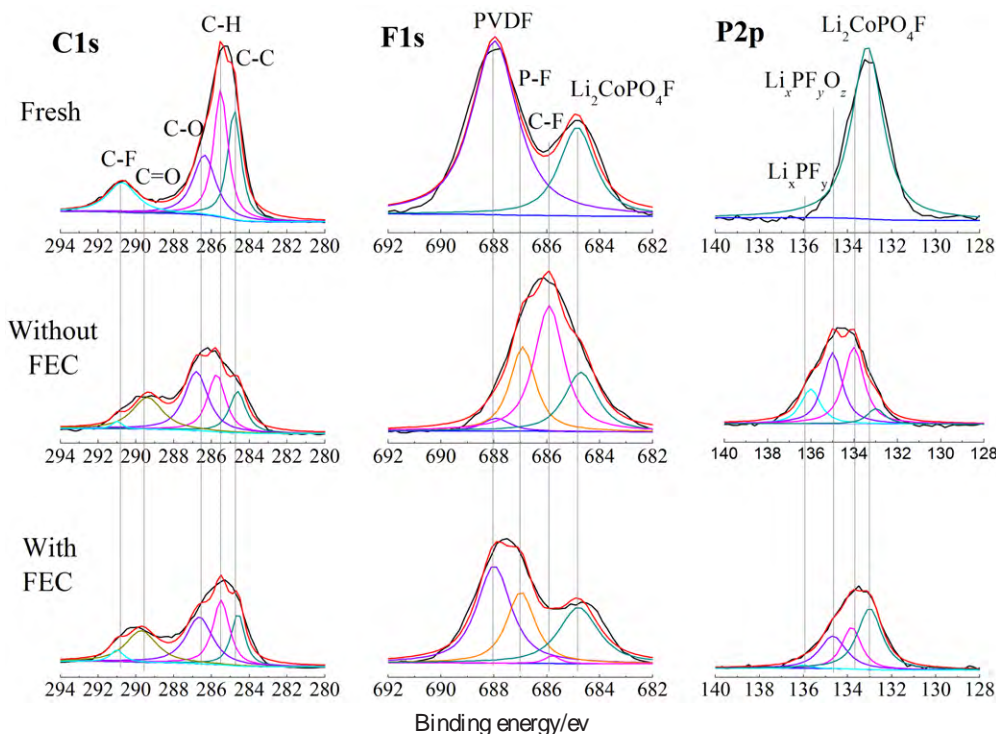 C1s
C-H
C-C
C-O
C-F
C=O
Fresh
294 292 290 288 286 284 282 280
F1s
PVDF
P-F
C-F
Li₂CoPO₄F
692 690 688 686 684 682
P2p
Li₂CoPO₄F
LiₓPFᵧO_z
LiₓPFᵧ
140 138 136 134 132 130 128
Without
FEC
294 292 290 288 286 284 282 280
692 690 688 686 684 682
140 138 136 134 132 130 128
With
FEC
294 292 290 288 286 284 282 280
692 690 688 686 684 682
140 138 136 134 132 130 128
Binding energy/ev